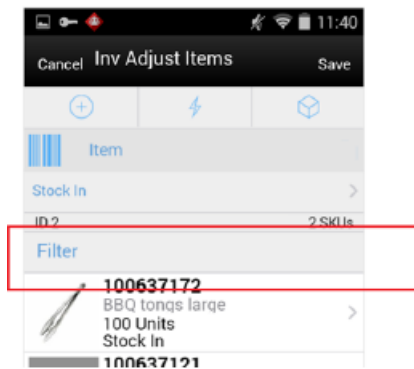 11:40
Cancel Inv Adjust Items Save
Item
Stock In
ID 2 2 SKUs
Filter
100637172
BBQ tongs large
100 Units
Stock In
100637121